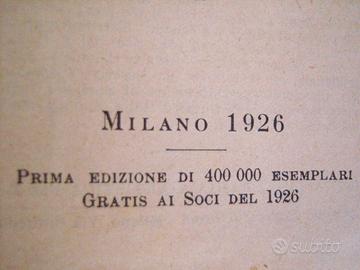 MILANO 1926
PRIMA EDIZIONE DI 400 000 ESEMPLARI
GRATIS AI SOCI DEL 1926
subito